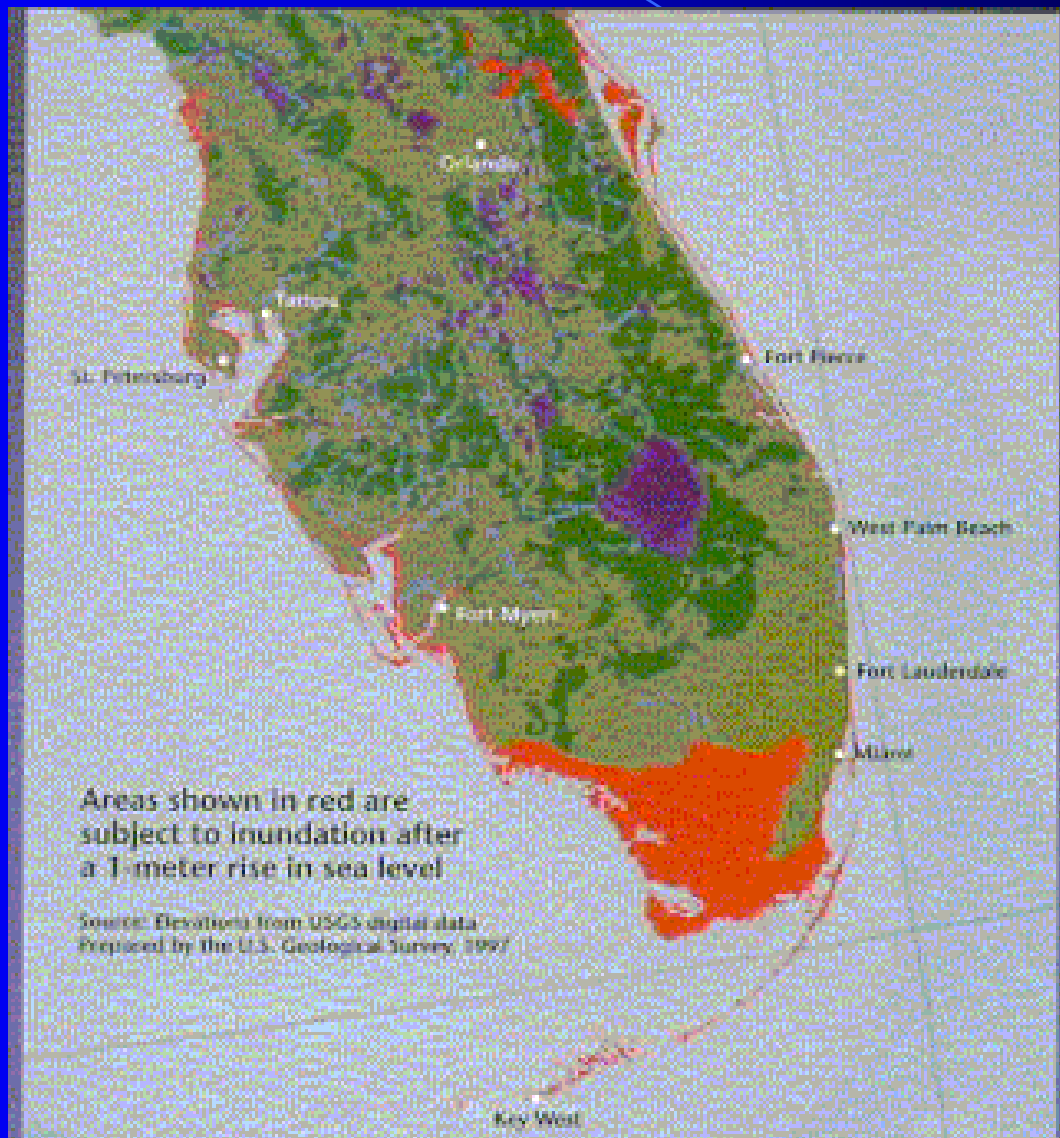 Orlando
Tampa
St. Petersburg
Fort Pierce
West Palm Beach
Fort Myers
Fort Lauderdale
Miami
Areas shown in red are
subject to inundation after
a 1-meter rise in sea level
Source: Elevations from USGS digital data
Prepared by the U.S. Geological Survey, 1997
Key West